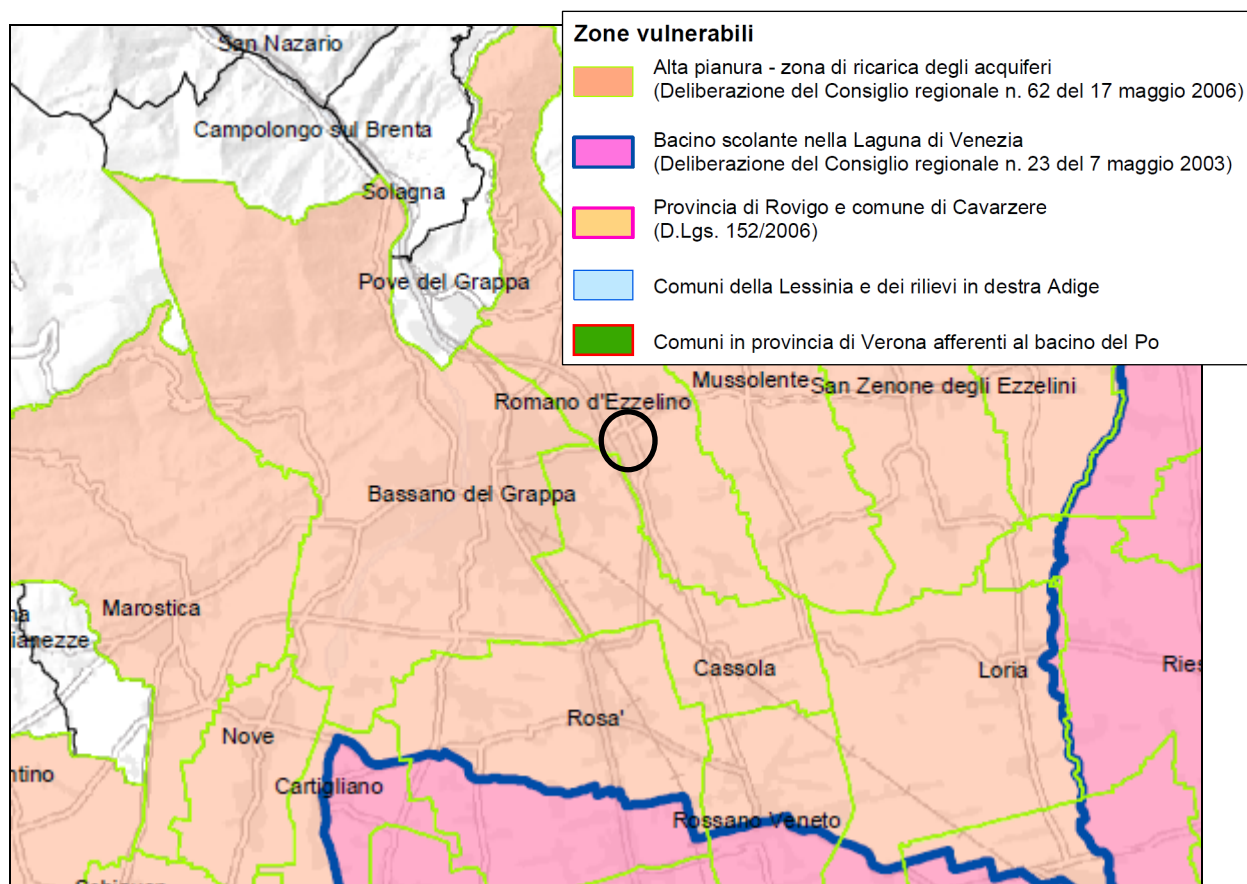 Zone vulnerabili
Alta pianura - zona di ricarica degli acquiferi
(Deliberazione del Consiglio regionale n. 62 del 17 maggio 2006)
Bacino scolante nella Laguna di Venezia
(Deliberazione del Consiglio regionale n. 23 del 7 maggio 2003)
Provincia di Rovigo e comune di Cavarzere
(D.Lgs. 152/2006)
Comuni della Lessinia e dei rilievi in destra Adige
Comuni in provincia di Verona afferenti al bacino del Po
San Nazario
Campolongo sul Brenta
Solagna
Pove del Grappa
Mussolente
San Zenone degli Ezzelini
Romano d'Ezzelino
Bassano del Grappa
Marostica
na
ianezze
Cassola
Loria
Ries
Rosa'
Nove
ntino
Cartigliano
Rossano Veneto